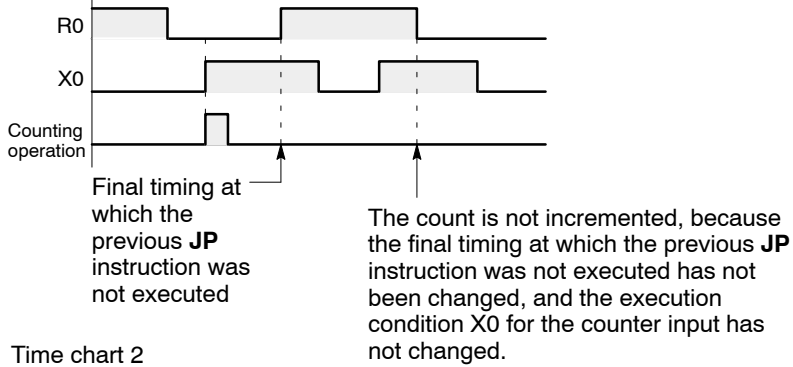 R0
X0
Counting
operation
Final timing at
which the
previous JP
instruction was
not executed
The count is not incremented, because
the final timing at which the previous JP
instruction was not executed has not
been changed, and the execution
condition X0 for the counter input has
not changed.
Time chart 2